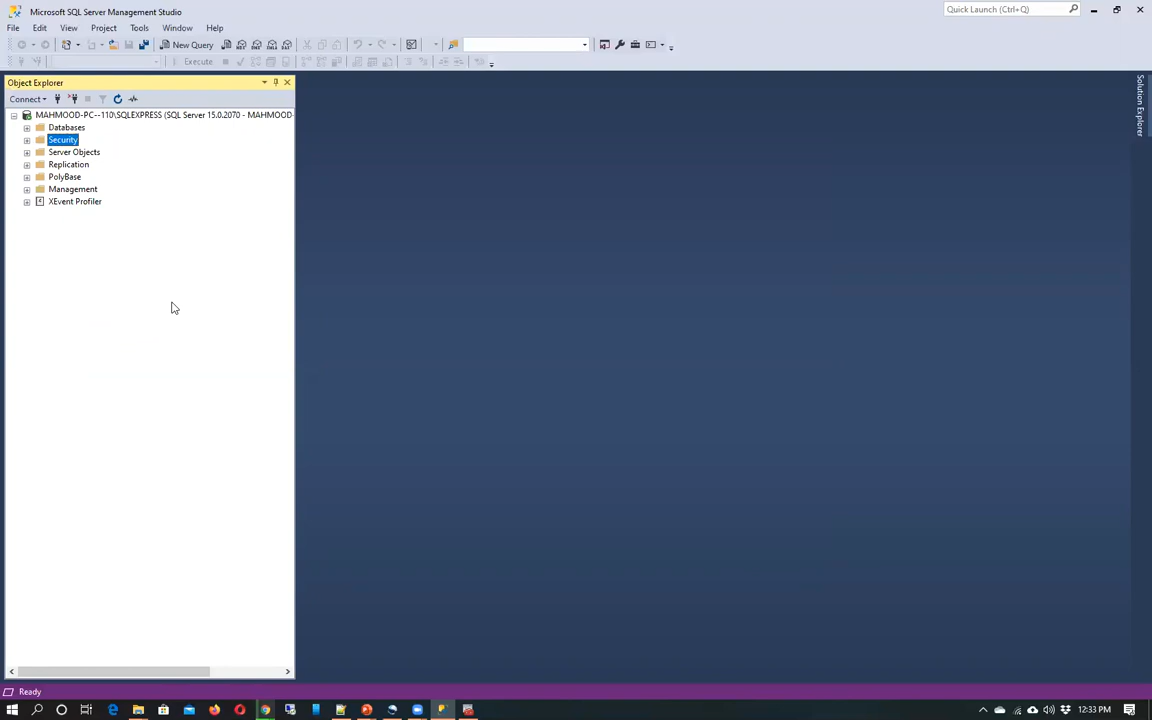 Microsoft SQL Server Management Studio
Quick Launch (Ctrl+Q)
File Edit View Project Tools Window Help
New Query
Execute
Object Explorer
Connect
MAHMOOD-PC--110\SQLEXPRESS (SQL Server 15.0.2070 - MAHMOOD-
Databases
Security
Server Objects
Replication
PolyBase
Management
XEvent Profiler
Solution Explorer
Ready
12:33 PM